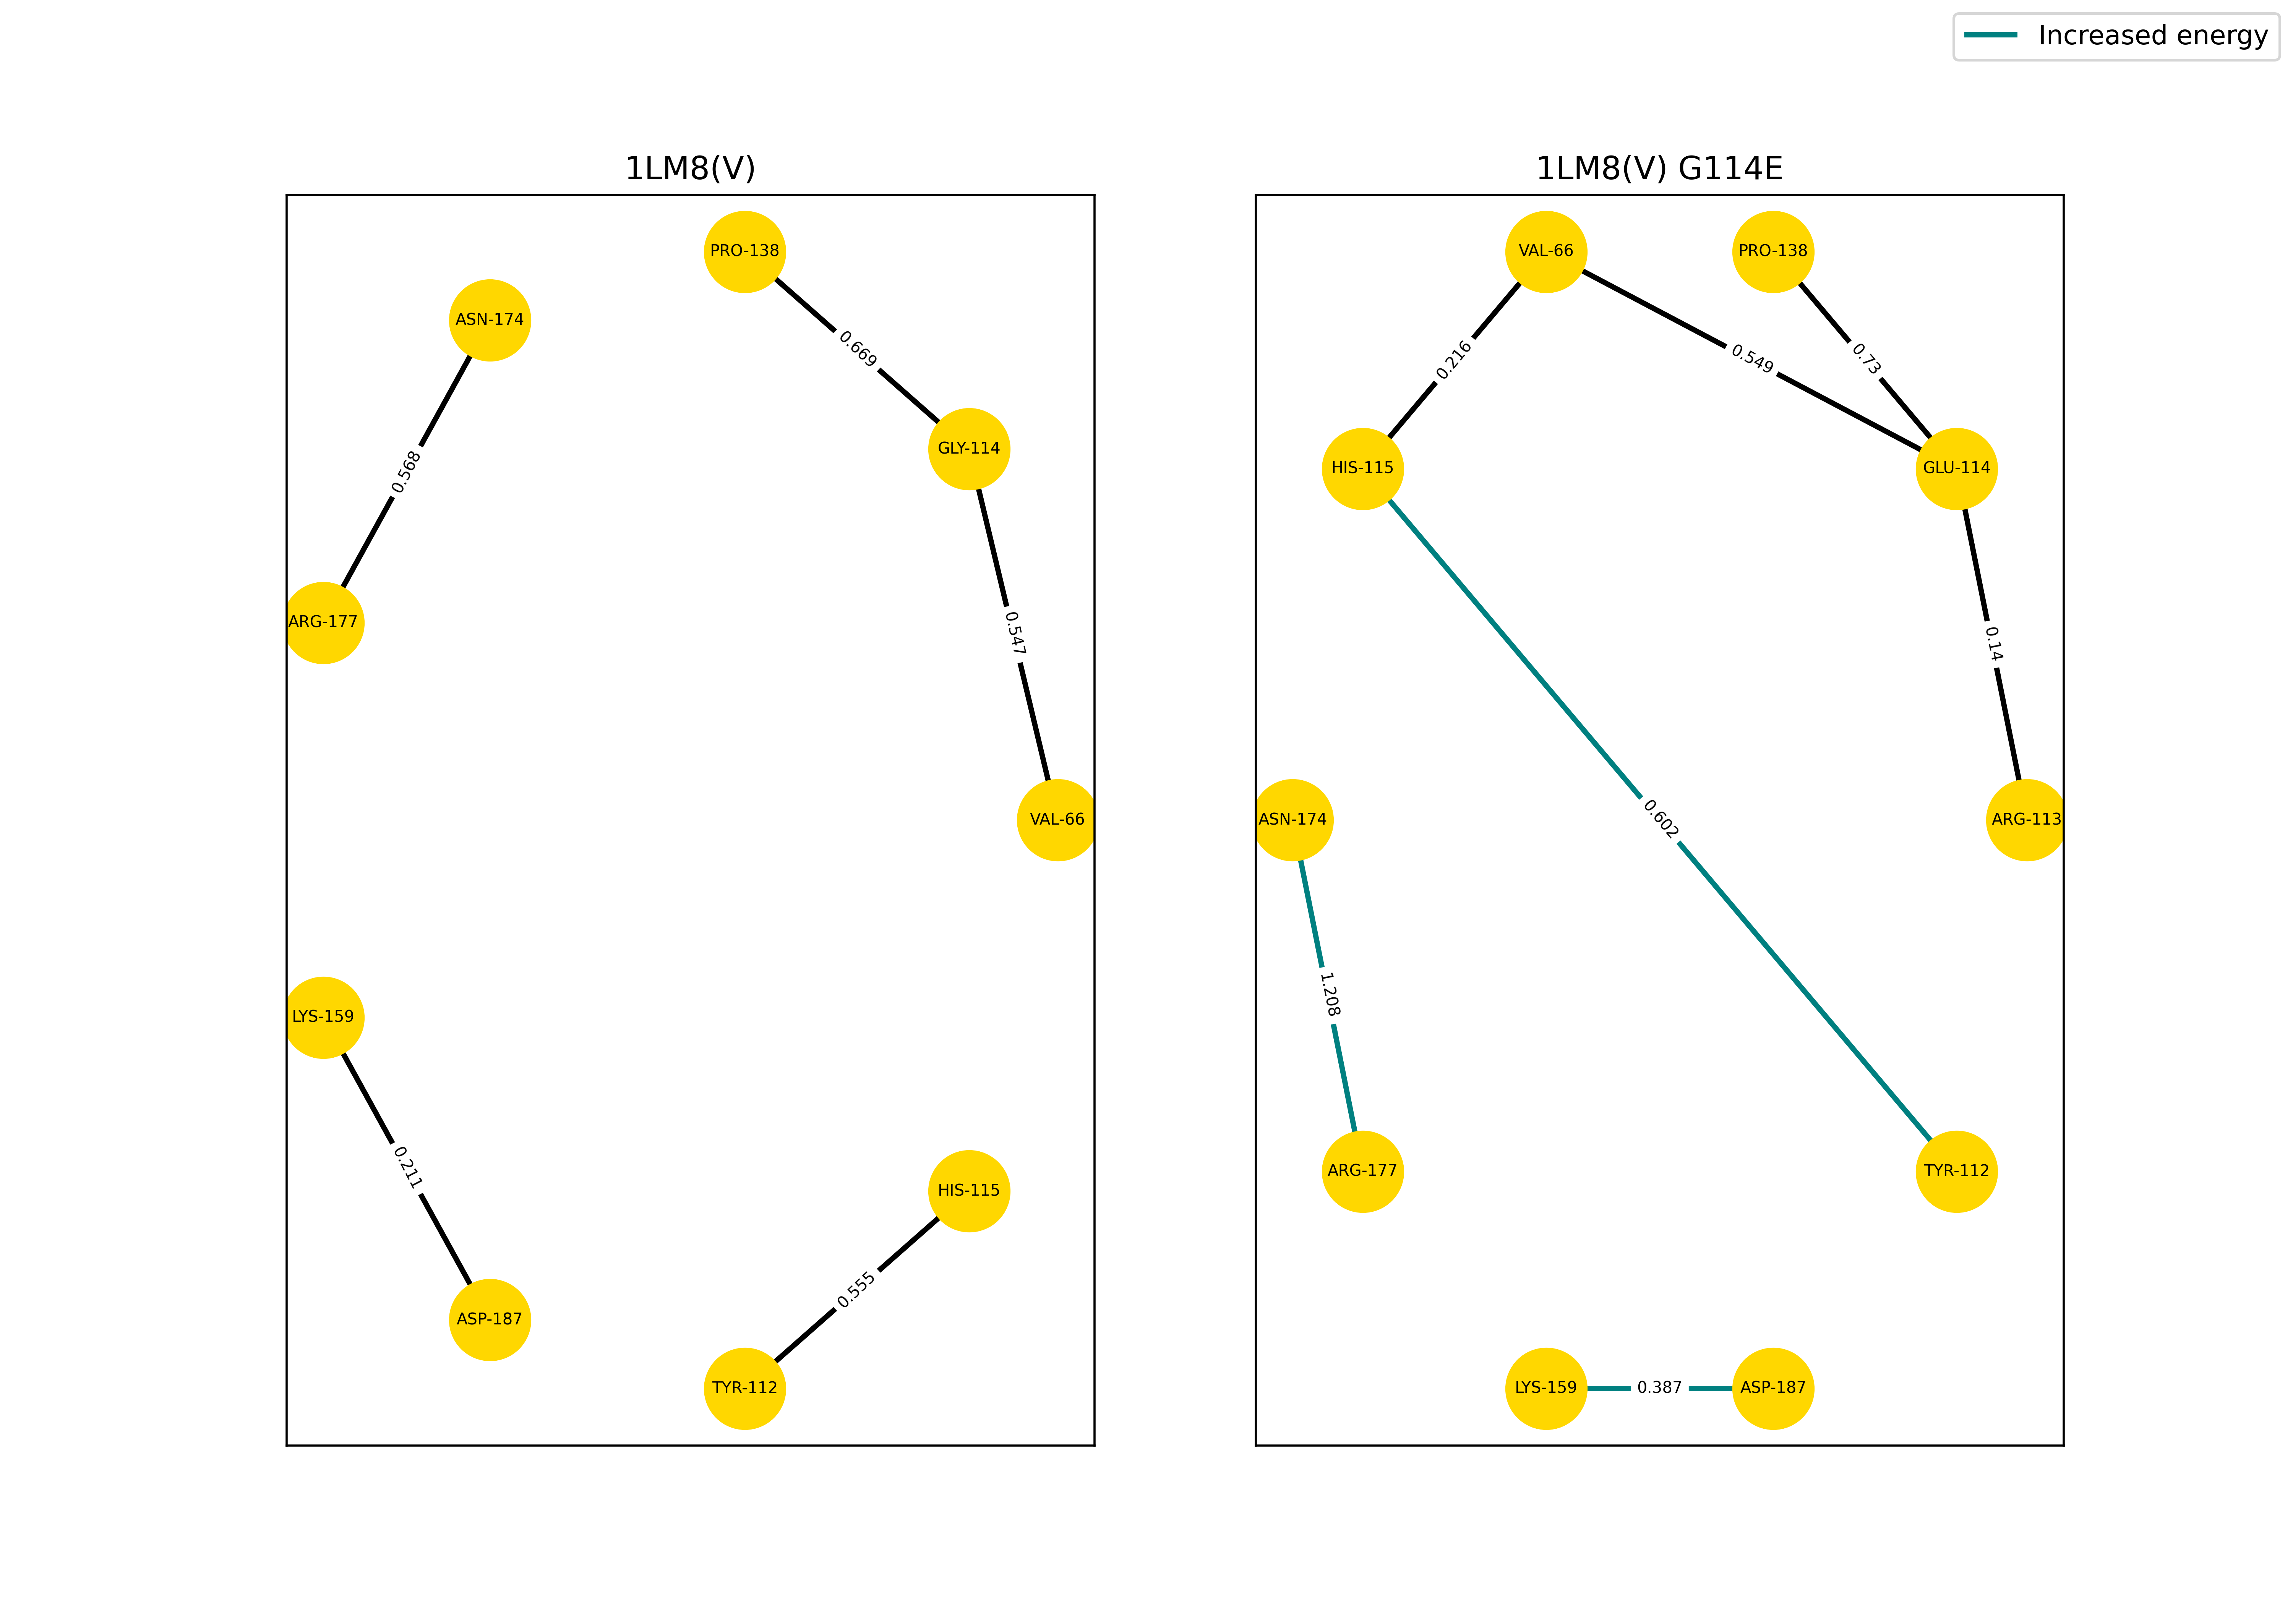 Increased energy
1LM8(V)
PRO-138
ASN-174
0.669
GLY-114
0.568
ARG-177
0.547
VAL-66
LYS-159
0.211
HIS-115
0.555
ASP-187
TYR-112
1LM8(V) G114E
VAL-66
PRO-138
0.216
0.549
0.73
HIS-115
GLU-114
0.14
ASN-174
0.602
ARG-113
1.208
ARG-177
TYR-112
LYS-159
0.387
ASP-187